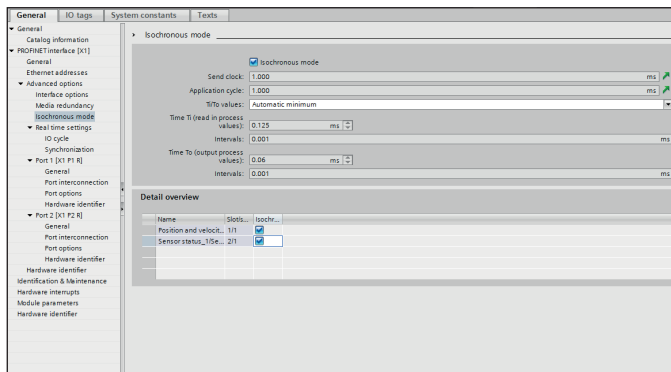 General IO tags System constants Texts
General
Catalog information
PROFINET interface [X1]
General
Ethernet addresses
Advanced options
Interface options
Media redundancy
Isochronous mode
Real time settings
IO cycle
Synchronization
Port 1 [X1 P1 R]
General
Port interconnection
Port options
Hardware identifier
Port 2 [X1 P2 R]
General
Port interconnection
Port options
Hardware identifier
Hardware identifier
Identification & Maintenance
Hardware interrupts
Module parameters
Hardware identifier
Isochronous mode
Isochronous mode
Send clock: 1.000 ms
Application cycle: 1.000 ms
Ti/To values: Automatic minimum
Time Ti (read in process
values): 0.125 ms
Intervals: 0.001 ms
Time To (output process
values): 0.06 ms
Intervals: 0.001 ms
Detail overview
Name Slot/s... Isochr...
Position and velocit... 1/1
Sensor status_1/Se... 2/1